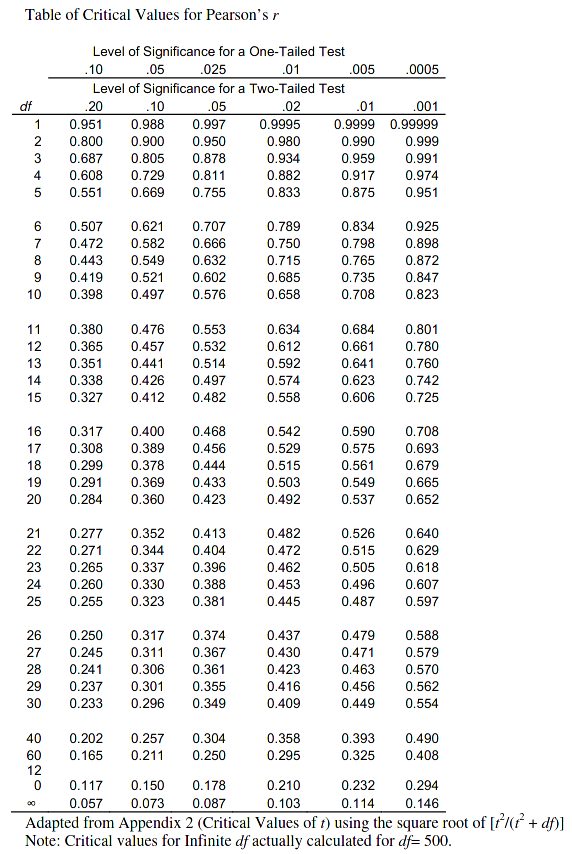 Table of Critical Values for Pearson's r
Level of Significance for a One-Tailed Test
.10 .05 .025 .01 .005 .0005
Level of Significance for a Two-Tailed Test
df .20 .10 .05 .02 .01 .001
1 0.951 0.988 0.997 0.9995 0.9999 0.99999
2 0.800 0.900 0.950 0.980 0.990 0.999
3 0.687 0.805 0.878 0.934 0.959 0.991
4 0.608 0.729 0.811 0.882 0.917 0.974
5 0.551 0.669 0.755 0.833 0.875 0.951
6 0.507 0.621 0.707 0.789 0.834 0.925
7 0.472 0.582 0.666 0.750 0.798 0.898
8 0.443 0.549 0.632 0.715 0.765 0.872
9 0.419 0.521 0.602 0.685 0.735 0.847
10 0.398 0.497 0.576 0.658 0.708 0.823
11 0.380 0.476 0.553 0.634 0.684 0.801
12 0.365 0.457 0.532 0.612 0.661 0.780
13 0.351 0.441 0.514 0.592 0.641 0.760
14 0.338 0.426 0.497 0.574 0.623 0.742
15 0.327 0.412 0.482 0.558 0.606 0.725
16 0.317 0.400 0.468 0.542 0.590 0.708
17 0.308 0.389 0.456 0.529 0.575 0.693
18 0.299 0.378 0.444 0.515 0.561 0.679
19 0.291 0.369 0.433 0.503 0.549 0.665
20 0.284 0.360 0.423 0.492 0.537 0.652
21 0.277 0.352 0.413 0.482 0.526 0.640
22 0.271 0.344 0.404 0.472 0.515 0.629
23 0.265 0.337 0.396 0.462 0.505 0.618
24 0.260 0.330 0.388 0.453 0.496 0.607
25 0.255 0.323 0.381 0.445 0.487 0.597
26 0.250 0.317 0.374 0.437 0.479 0.588
27 0.245 0.311 0.367 0.430 0.471 0.579
28 0.241 0.306 0.361 0.423 0.463 0.570
29 0.237 0.301 0.355 0.416 0.456 0.562
30 0.233 0.296 0.349 0.409 0.449 0.554
40 0.202 0.257 0.304 0.358 0.393 0.490
60 0.165 0.211 0.250 0.295 0.325 0.408
12
0 0.117 0.150 0.178 0.210 0.232 0.294
∞ 0.057 0.073 0.087 0.103 0.114 0.146
Adapted from Appendix 2 (Critical Values of t) using the square root of [t²/(t² + df)]
Note: Critical values for Infinite df actually calculated for df= 500.